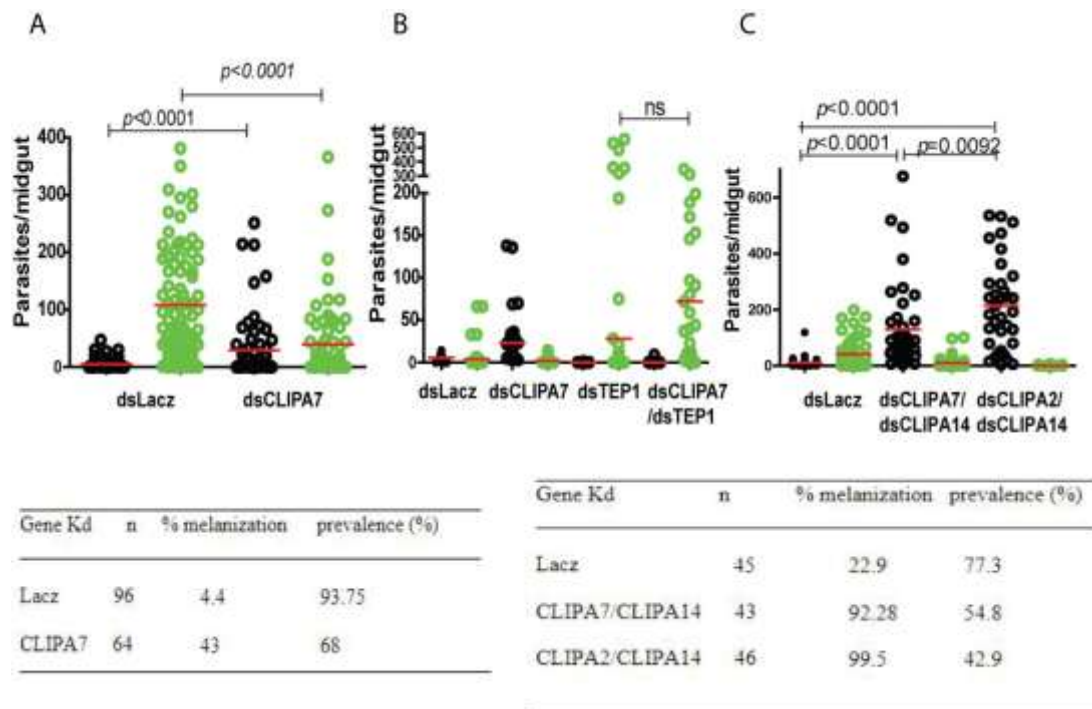 A
B
C
p<0.0001
p<0.0001
Parasites/midgut
400
300
200
100
0
dsLacz
dsCLIPA7
ns
Parasites/midgut
600
500
400
300
200
200
150
100
50
0
dsLacz
dsCLIPA7
dsTEP1
dsCLIPA7
/dsTEP1
p<0.0001
p<0.0001
p=0.0092
Parasites/midgut
600
400
200
0
dsLacz
dsCLIPA7/
dsCLIPA14
dsCLIPA2/
dsCLIPA14
Gene Kd n % melanization prevalence (%)
Lacz 96 4.4 93.75
CLIPA7 64 43 68
Gene Kd n % melanization prevalence (%)
Lacz 45 22.9 77.3
CLIPA7/CLIPA14 43 92.28 54.8
CLIPA2/CLIPA14 46 99.5 42.9